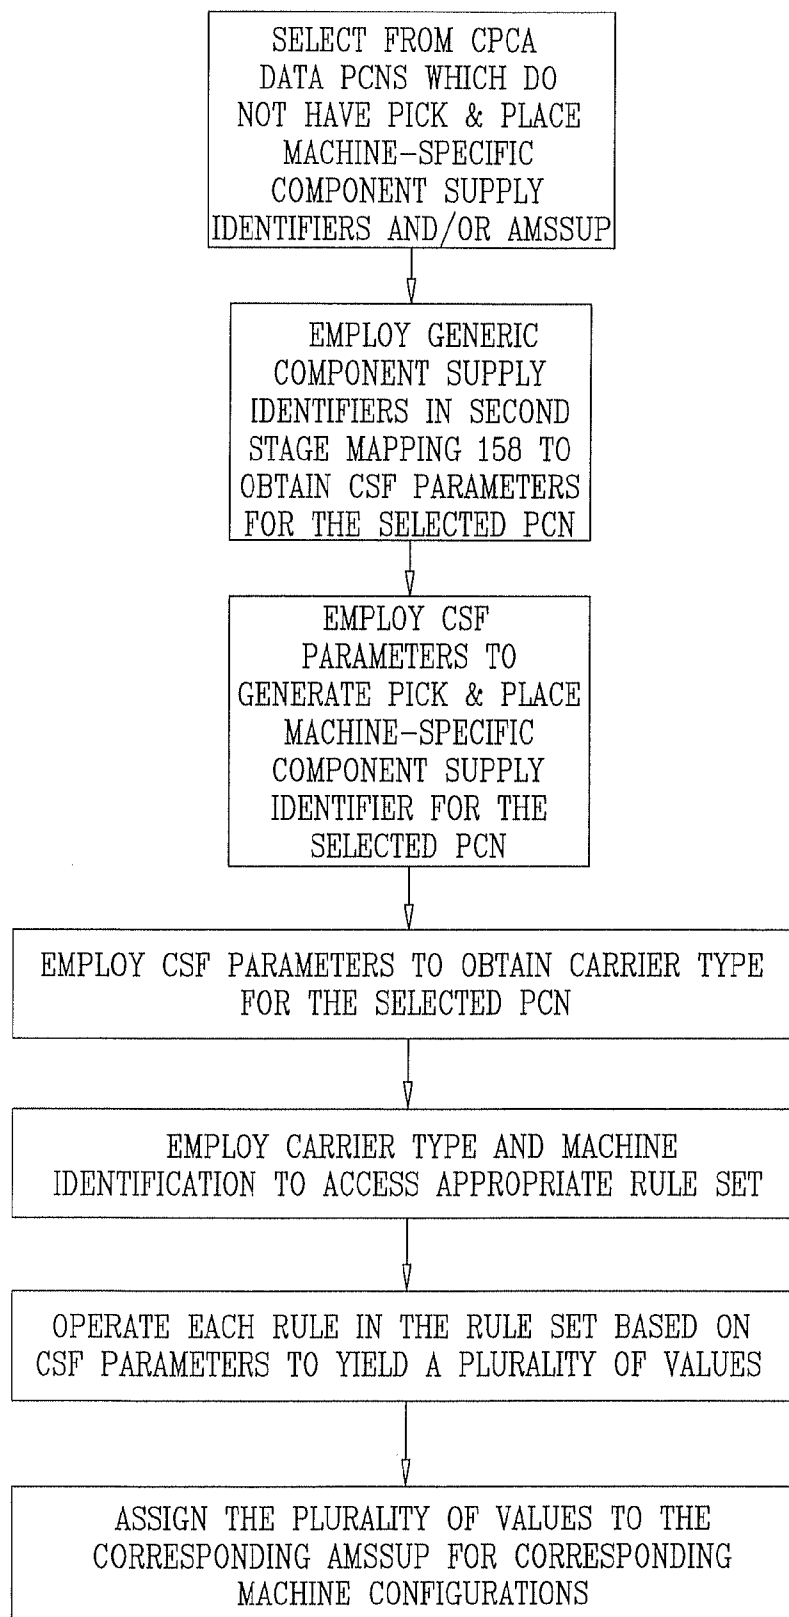 SELECT FROM CPCA
DATA PCNS WHICH DO
NOT HAVE PICK & PLACE
MACHINE-SPECIFIC
COMPONENT SUPPLY
IDENTIFIERS AND/OR AMSSUP
EMPLOY GENERIC
COMPONENT SUPPLY
IDENTIFIERS IN SECOND
STAGE MAPPING 158 TO
OBTAIN CSF PARAMETERS
FOR THE SELECTED PCN
EMPLOY CSF
PARAMETERS TO
GENERATE PICK & PLACE
MACHINE-SPECIFIC
COMPONENT SUPPLY
IDENTIFIER FOR THE
SELECTED PCN
EMPLOY CSF PARAMETERS TO OBTAIN CARRIER TYPE
FOR THE SELECTED PCN
EMPLOY CARRIER TYPE AND MACHINE
IDENTIFICATION TO ACCESS APPROPRIATE RULE SET
OPERATE EACH RULE IN THE RULE SET BASED ON
CSF PARAMETERS TO YIELD A PLURALITY OF VALUES
ASSIGN THE PLURALITY OF VALUES TO THE
CORRESPONDING AMSSUP FOR CORRESPONDING
MACHINE CONFIGURATIONS